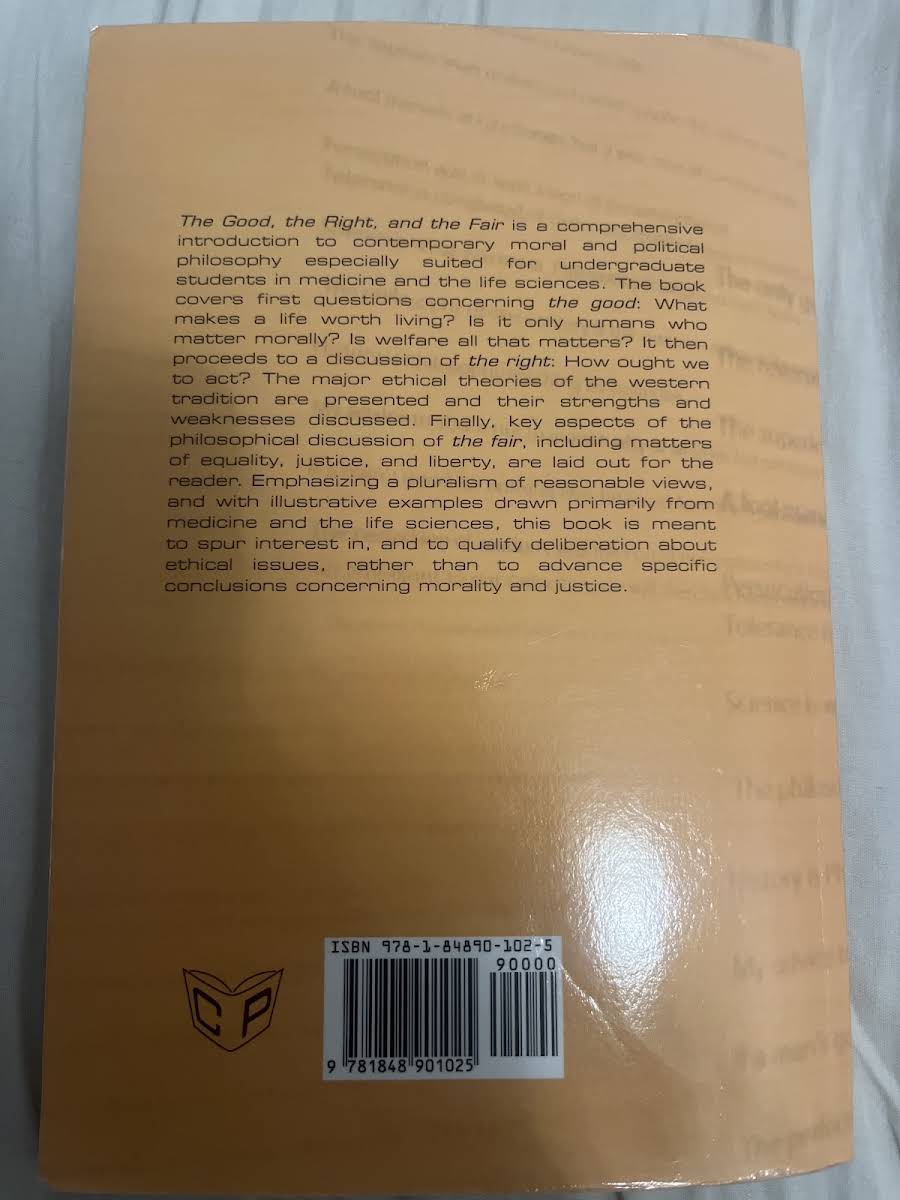 The Good, the Right, and the Fair is a comprehensive
introduction to contemporary moral and political
philosophy especially suited for undergraduate
students in medicine and the life sciences. The book
covers first questions concerning the good: What
makes a life worth living? Is it only humans who
matter morally? Is welfare all that matters? It then
proceeds to a discussion of the right: How ought we
to act? The major ethical theories of the western
tradition are presented and their strengths and
weaknesses discussed. Finally, key aspects of the
philosophical discussion of the fair, including matters
of equality, justice, and liberty, are laid out for the
reader. Emphasizing a pluralism of reasonable views,
and with illustrative examples drawn primarily from
medicine and the life sciences, this book is meant
to spur interest in, and to qualify deliberation about
ethical issues, rather than to advance specific
conclusions concerning morality and justice.
The only
Tolerance
Science
ISBN 978-1-84890-102-5
90000
CP
9 781848 901025